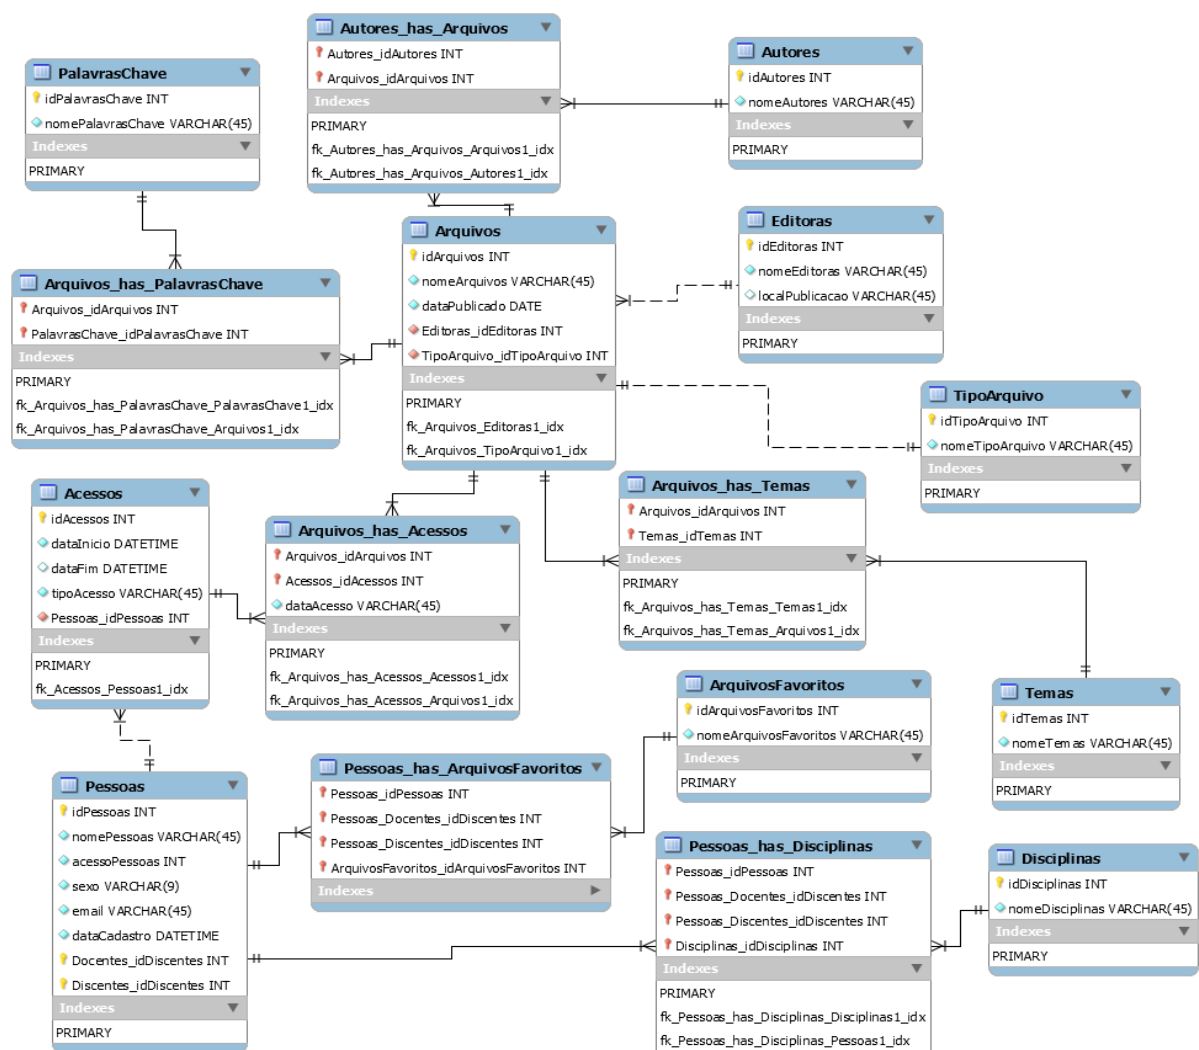 Autores_has_Arquivos
Autores_idAutores INT
Arquivos_idArquivos INT
Indexes
PRIMARY
fk_Autores_has_Arquivos_Arquivos1_idx
fk_Autores_has_Arquivos_Autores1_idx
Autores
idAutores INT
nomeAutores VARCHAR(45)
Indexes
PRIMARY
PalavrasChave
idPalavrasChave INT
nomePalavrasChave VARCHAR(45)
Indexes
PRIMARY
Arquivos
idArquivos INT
nomeArquivos VARCHAR(45)
dataPublicado DATE
Editoras_idEditoras INT
TipoArquivo_idTipoArquivo INT
Indexes
PRIMARY
fk_Arquivos_Editoras1_idx
fk_Arquivos_TipoArquivo1_idx
Editoras
idEditoras INT
nomeEditoras VARCHAR(45)
localPublicacao VARCHAR(45)
Indexes
PRIMARY
Arquivos_has_PalavrasChave
Arquivos_idArquivos INT
PalavrasChave_idPalavrasChave INT
Indexes
PRIMARY
fk_Arquivos_has_PalavrasChave_PalavrasChave1_idx
fk_Arquivos_has_PalavrasChave_Arquivos1_idx
TipoArquivo
idTipoArquivo INT
nomeTipoArquivo VARCHAR(45)
Indexes
PRIMARY
Acessos
idAcessos INT
dataInicio DATETIME
dataFim DATETIME
tipoAcesso VARCHAR(45)
Pessoas_idPessoas INT
Indexes
PRIMARY
fk_Acessos_Pessoas1_idx
Arquivos_has_Acessos
Arquivos_idArquivos INT
Acessos_idAcessos INT
dataAcesso VARCHAR(45)
Indexes
PRIMARY
fk_Arquivos_has_Acessos_Acessos1_idx
fk_Arquivos_has_Acessos_Arquivos1_idx
Arquivos_has_Temas
Arquivos_idArquivos INT
Temas_idTemas INT
Indexes
PRIMARY
fk_Arquivos_has_Temas_Temas1_idx
fk_Arquivos_has_Temas_Arquivos1_idx
ArquivosFavoritos
idArquivosFavoritos INT
nomeArquivosFavoritos VARCHAR(45)
Indexes
PRIMARY
Temas
idTemas INT
nomeTemas VARCHAR(45)
Indexes
PRIMARY
Pessoas
idPessoas INT
nomePessoas VARCHAR(45)
acessoPessoas INT
sexo VARCHAR(9)
email VARCHAR(45)
dataCadastro DATETIME
Docentes_idDiscentes INT
Discentes_idDiscentes INT
Indexes
PRIMARY
Pessoas_has_ArquivosFavoritos
Pessoas_idPessoas INT
Pessoas_Docentes_idDiscentes INT
Pessoas_Discentes_idDiscentes INT
ArquivosFavoritos_idArquivosFavoritos INT
Indexes
Pessoas_has_Disciplinas
Pessoas_idPessoas INT
Pessoas_Docentes_idDiscentes INT
Pessoas_Discentes_idDiscentes INT
Disciplinas_idDisciplinas INT
Indexes
PRIMARY
fk_Pessoas_has_Disciplinas_Disciplinas1_idx
fk_Pessoas_has_Disciplinas_Pessoas1_idx
Disciplinas
idDisciplinas INT
nomeDisciplinas VARCHAR(45)
Indexes
PRIMARY